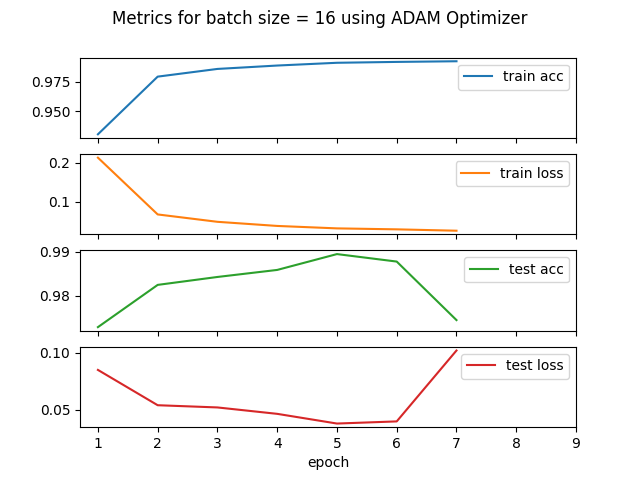 Metrics for batch size = 16 using ADAM Optimizer
0.975
0.950
train acc
0.2
0.1
train loss
0.99
0.98
test acc
0.10
0.05
test loss
1 2 3 4 5 6 7 8 9
epoch